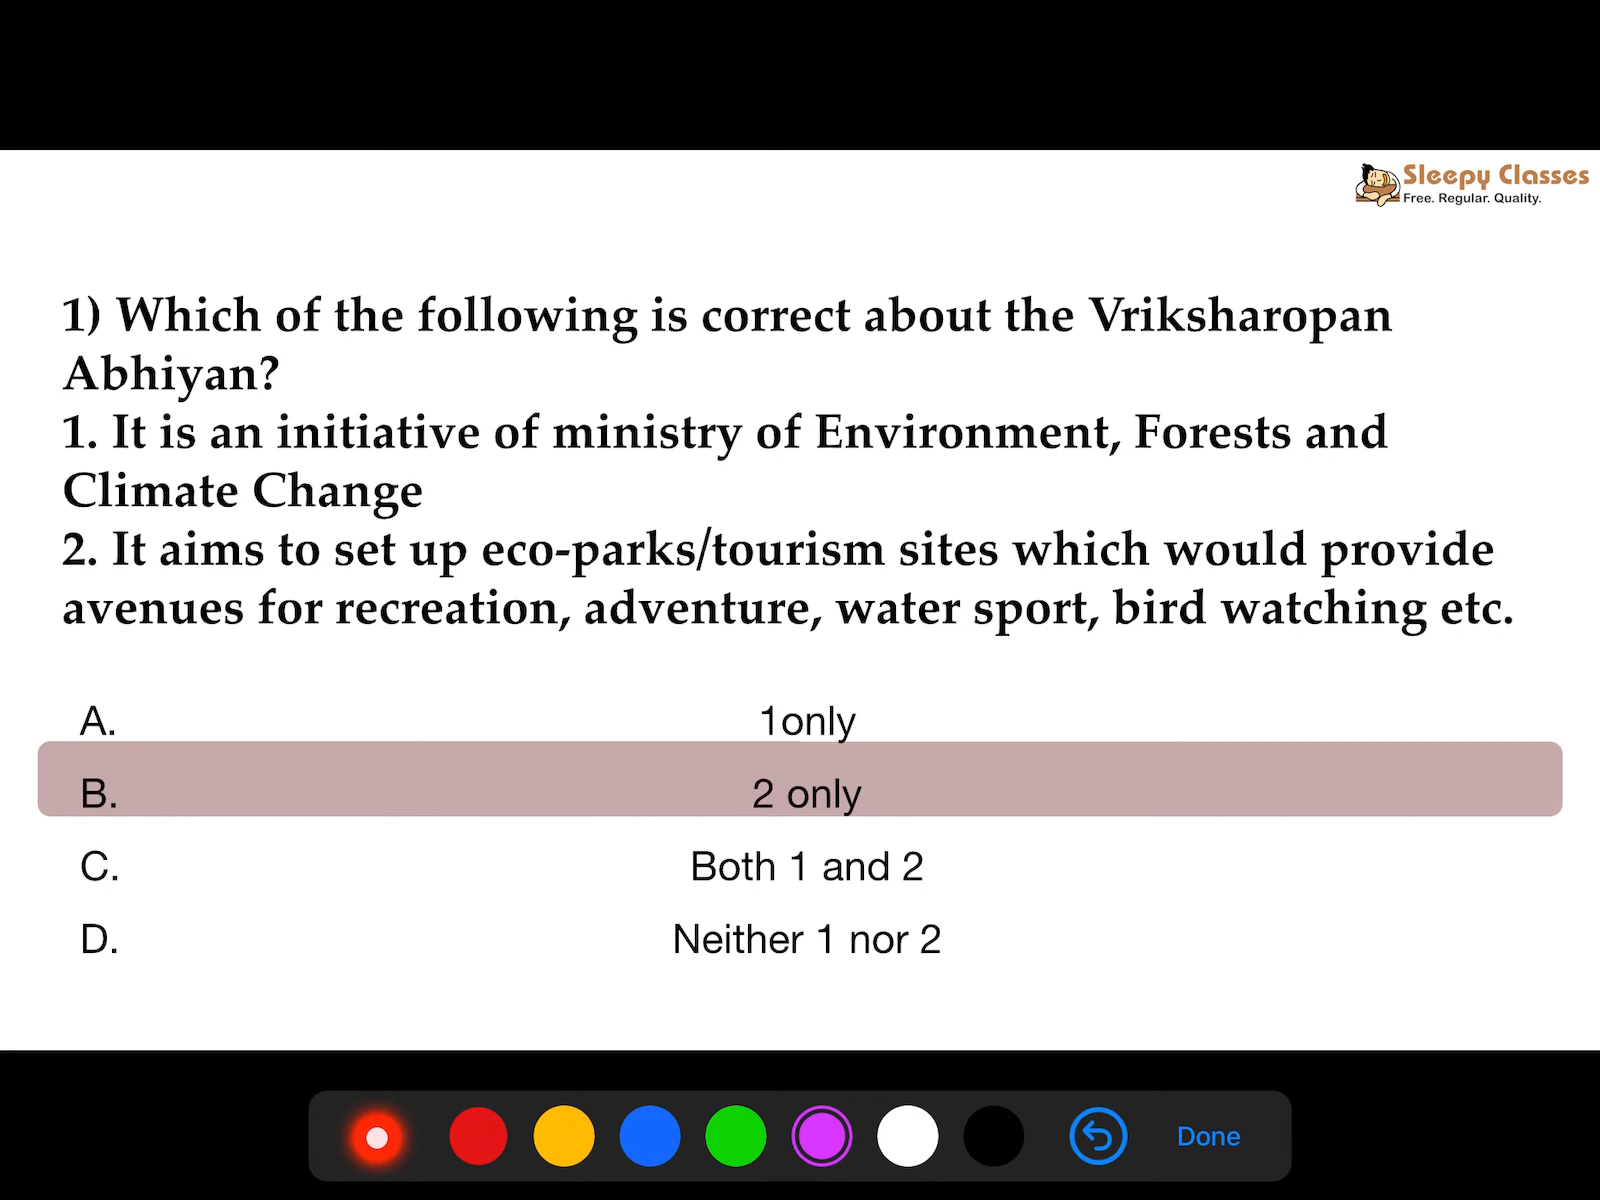 Sleepy Classes
Free. Regular. Quality.
1) Which of the following is correct about the Vriksharopan
Abhiyan?
1. It is an initiative of ministry of Environment, Forests and
Climate Change
2. It aims to set up eco-parks/tourism sites which would provide
avenues for recreation, adventure, water sport, bird watching etc.
A. 1only
B. 2 only
C. Both 1 and 2
D. Neither 1 nor 2
Done